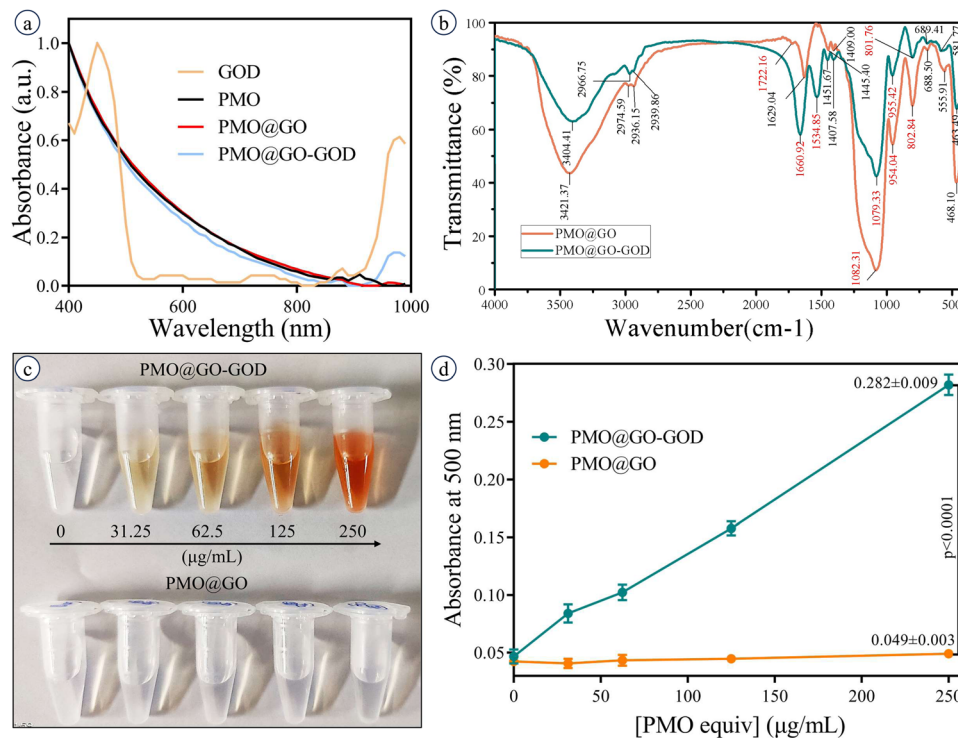 a
Absorbance (a.u.)
1.0
0.8
0.6
0.4
0.2
0.0
400
600
800
1000
Wavelength (nm)
GOD
PMO
PMO@GO
PMO@GO-GOD
b
Transmittance (%)
100
80
60
40
20
0
4000
3500
3000
2500
2000
1500
1000
500
Wavenumber(cm-1)
PMO@GO
PMO@GO-GOD
3421.37
3404.41
2966.75
2974.59
2936.15
2939.86
1722.16
1629.04
1660.92
1534.85
1451.67
1407.58
1409.00
1445.40
1082.31
1079.33
801.76
955.42
954.04
802.84
689.41
688.50
581.77
555.91
463.49
468.10
c
PMO@GO-GOD
0 31.25 62.5 125 250
(μg/mL)
PMO@GO
d
Absorbance at 500 nm
0.30
0.25
0.20
0.15
0.10
0.05
0
50
100
150
200
250
[PMO equiv] (μg/mL)
PMO@GO-GOD
PMO@GO
0.282±0.009
p<0.0001
0.049±0.003